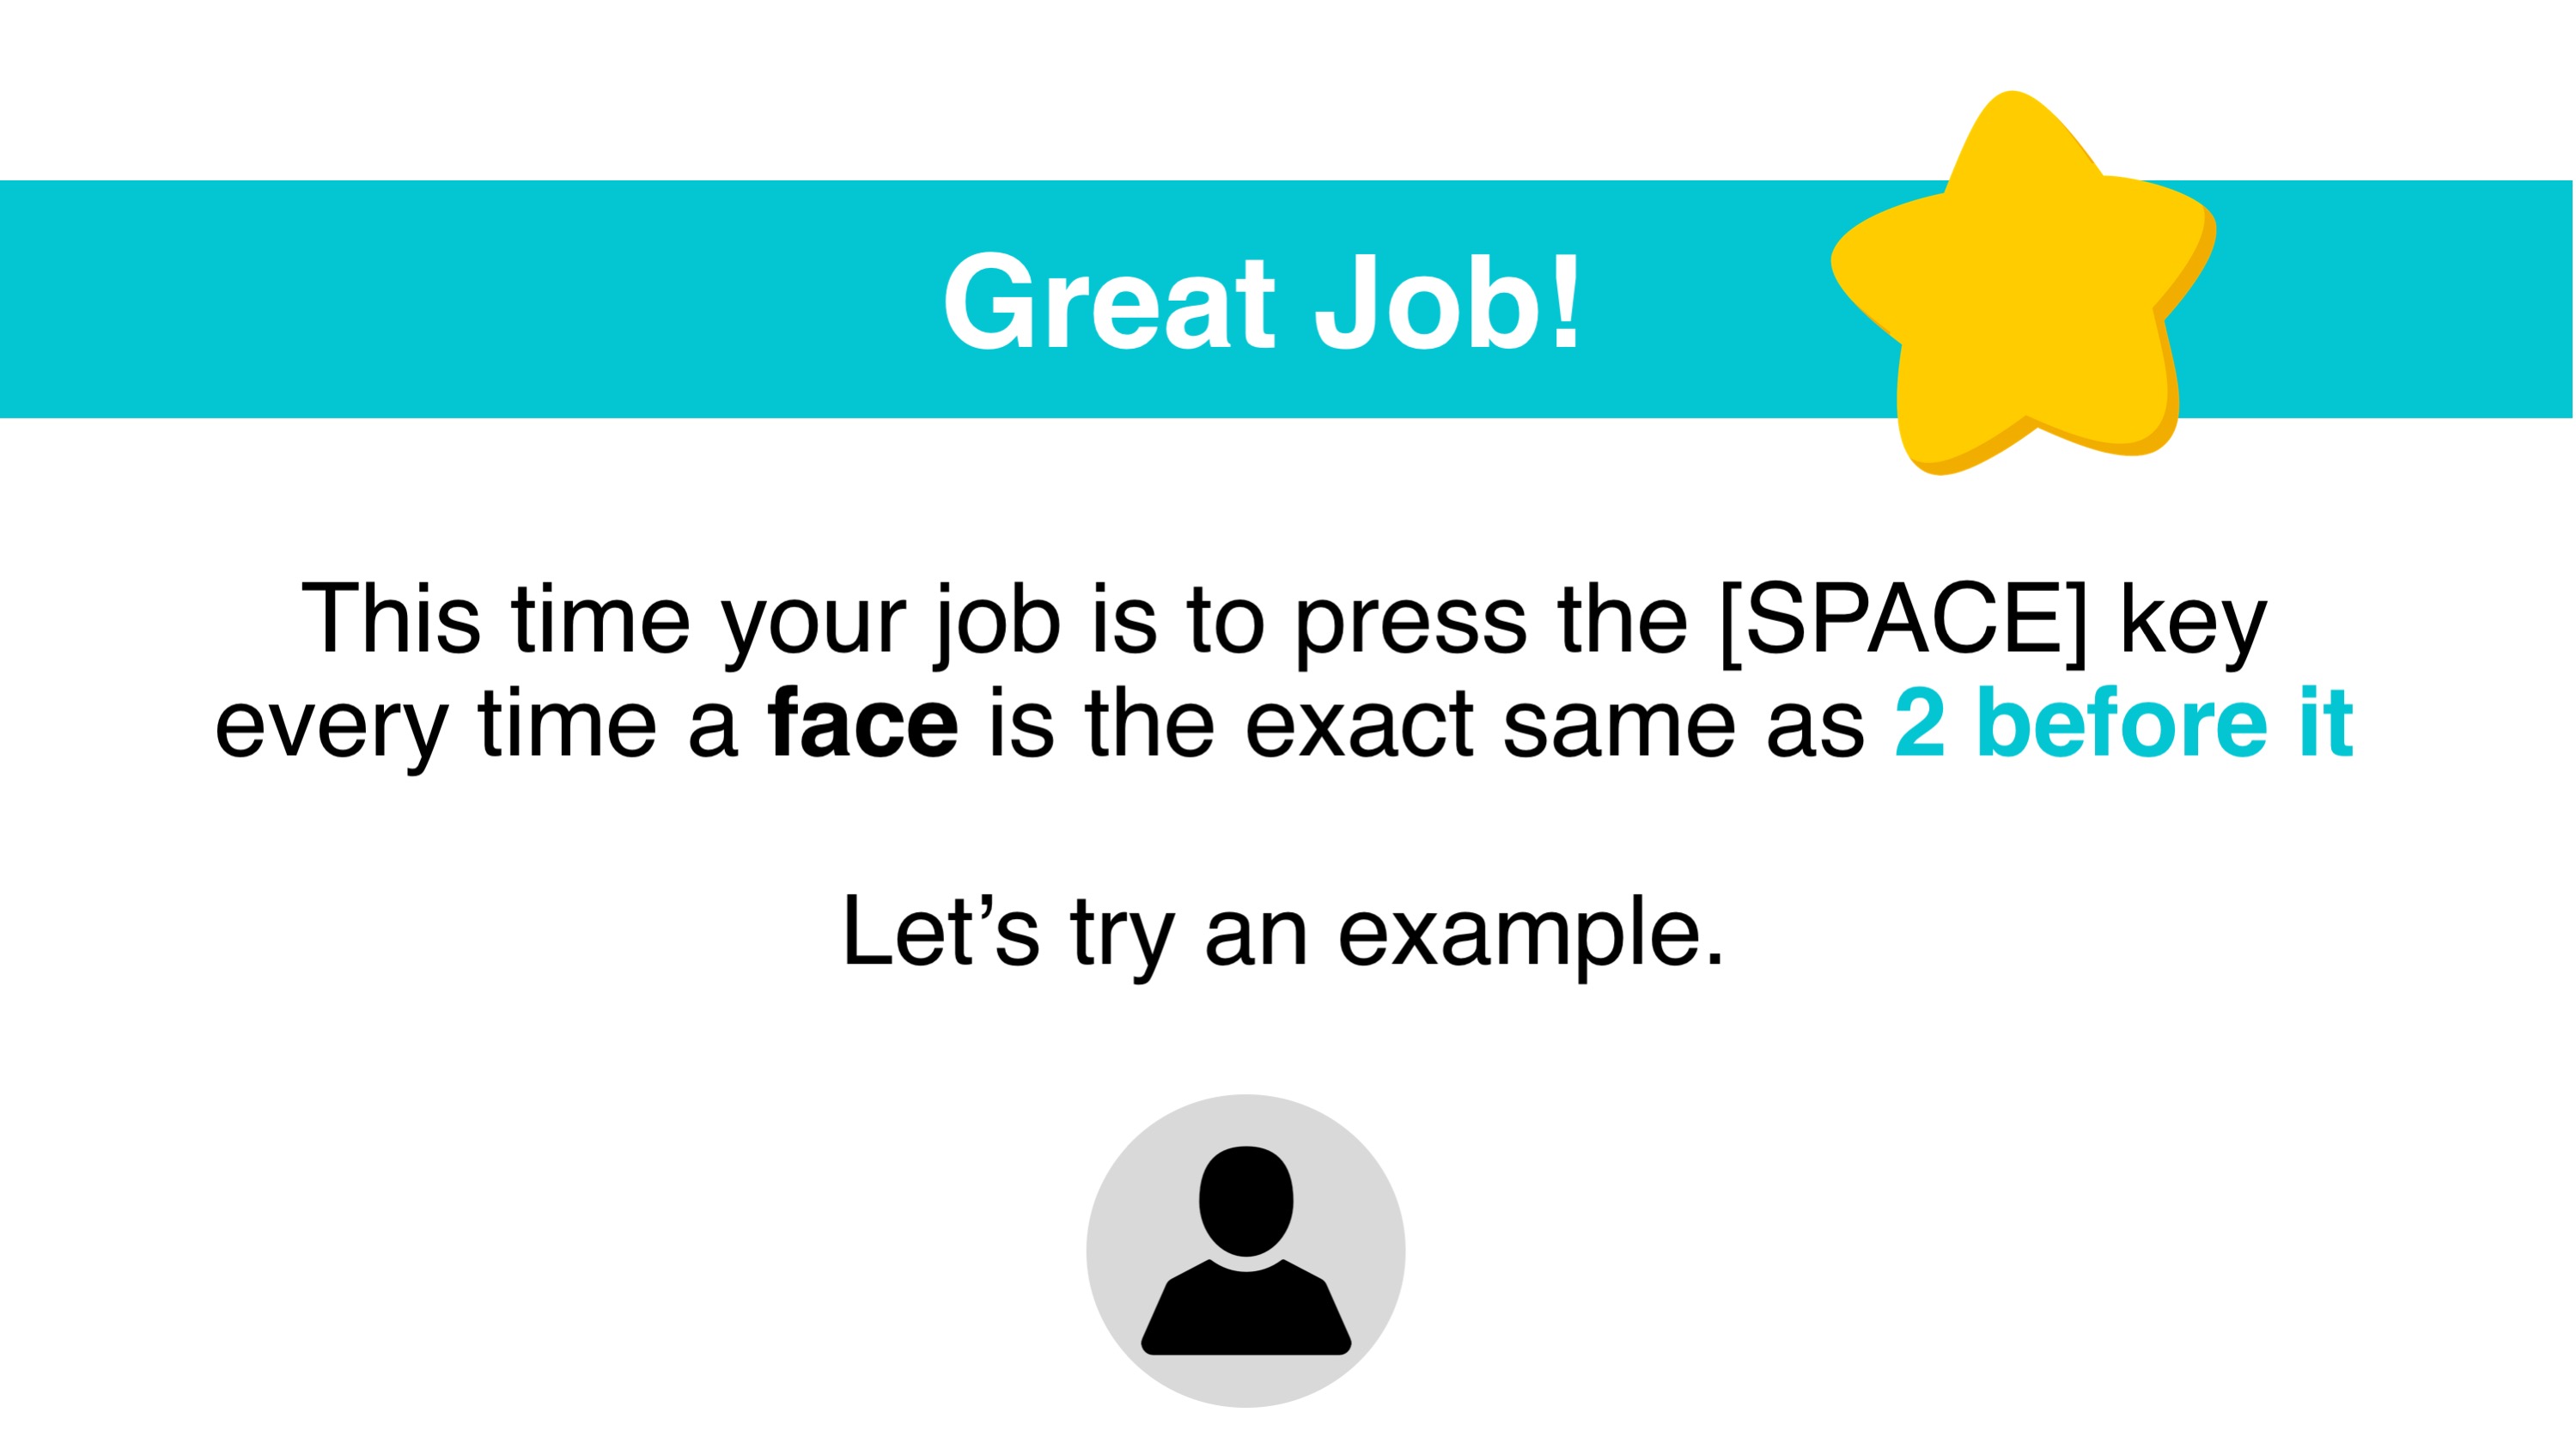 Great Job!
This time your job is to press the [SPACE] key
every time a face is the exact same as 2 before it
Let’s try an example.